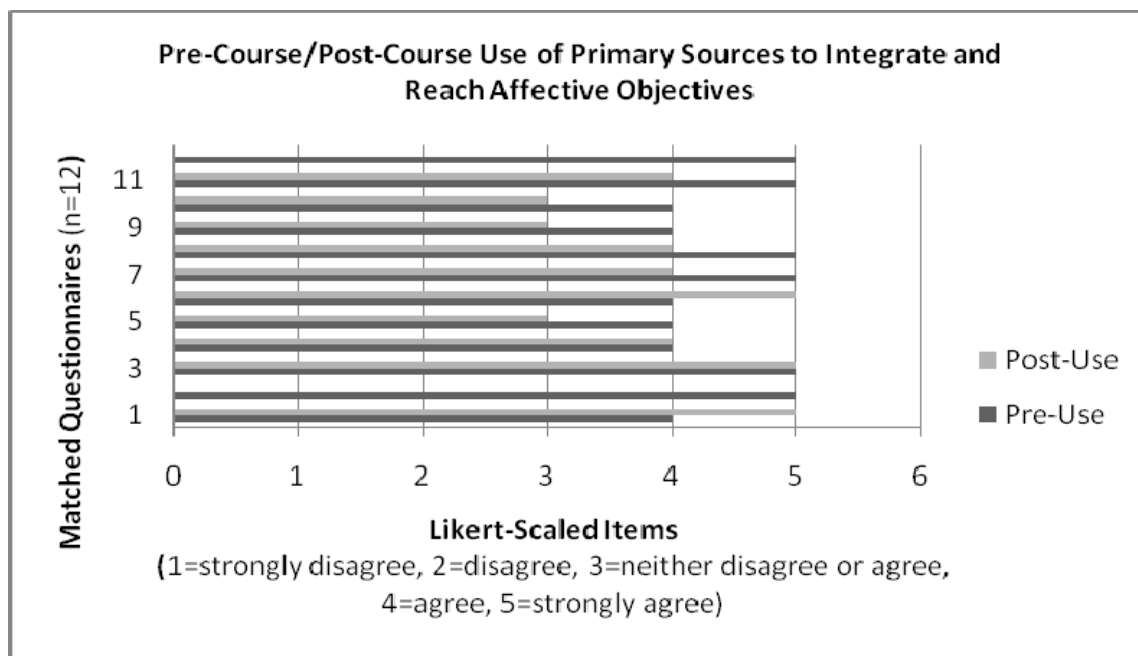 Pre-Course/Post-Course Use of Primary Sources to Integrate and
Reach Affective Objectives
Matched Questionnaires (n=12)
11
9
7
5
3
1
0 1 2 3 4 5 6
Post-Use
Pre-Use
Likert-Scaled Items
(1=strongly disagree, 2=disagree, 3=neither disagree or agree,
4=agree, 5=strongly agree)